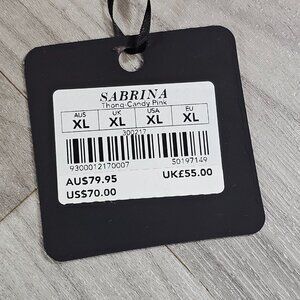 SABRINA
Thong-Candy Pink
AUS UK USA EU
XL XL XL XL
300217
9300012170007 50197149
AU$79.95 UK£55.00
US$70.00